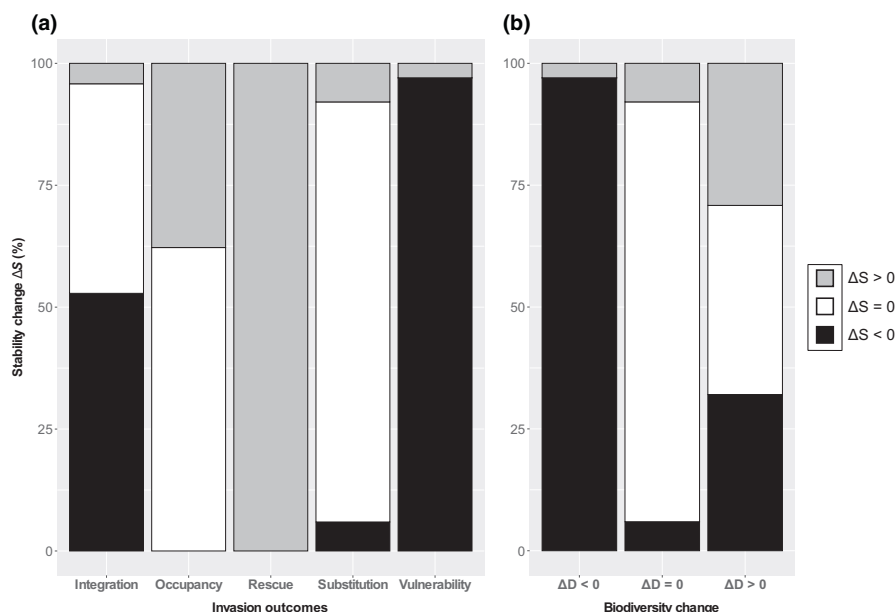 (a)
(b)
Stability change ΔS (%)
100
75
50
25
0
Integration
Occupancy
Rescue
Substitution
Vulnerability
Invasion outcomes
100
75
50
25
0
ΔD < 0
ΔD = 0
ΔD > 0
Biodiversity change
ΔS > 0
ΔS = 0
ΔS < 0